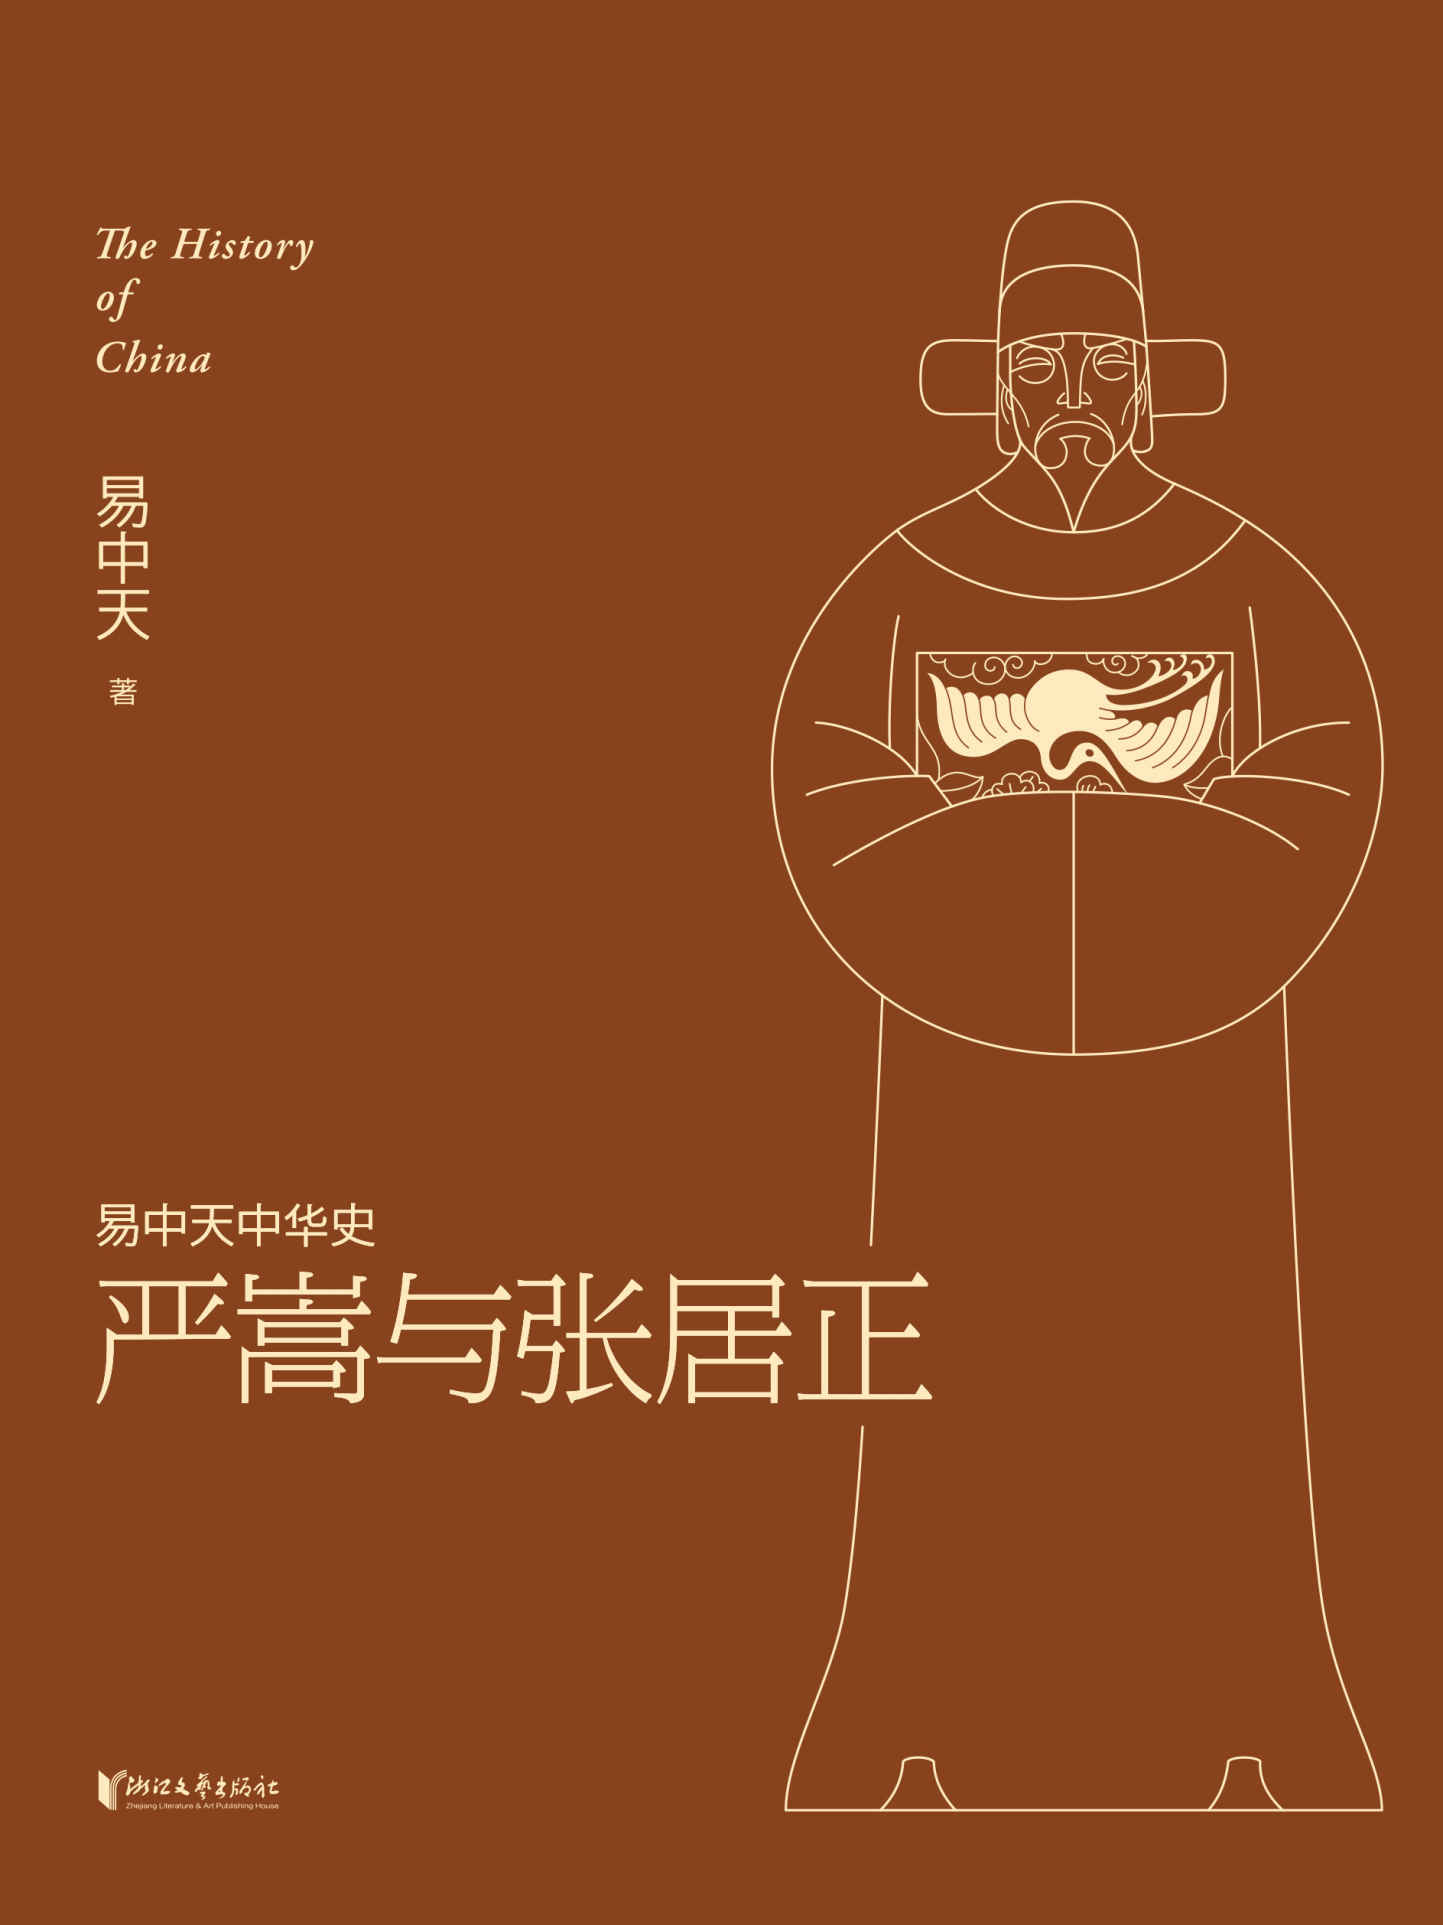 The History
of
China
易中天
著
易中天中华史
严嵩与张居正
浙江文艺出版社
Zhejiang Literature & Art Publishing House